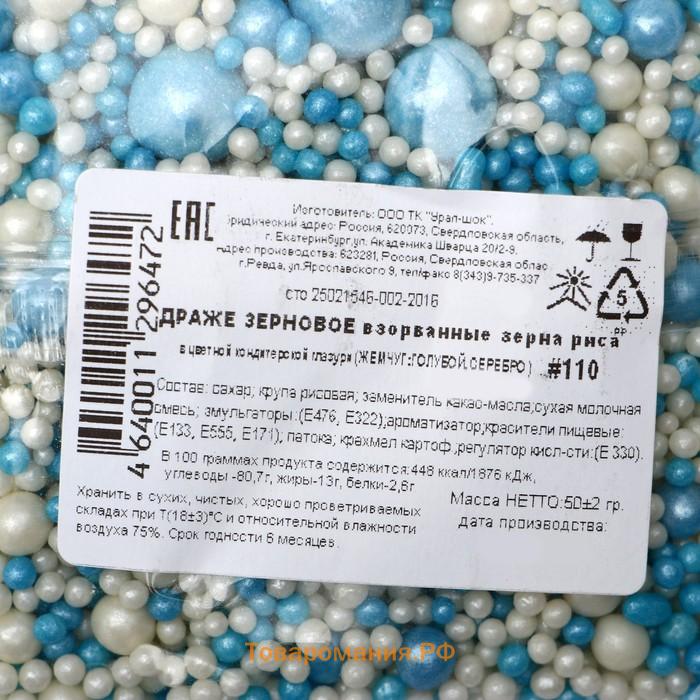 EAC
Изготовитель: ООО ТК "Урал-шок".
ридический адрес: Россия, 620073, Свердловская область,
г. Екатеринбург,ул. Академика Шварца 20/2-9.
дрес производства: 623281, Россия, Свердловская облас
г.Ревда,ул.Ярославского 9, тел/факс 8(343)9-735-337
сто 25021546-002-2016
5
PP
ДРАЖЕ ЗЕРНОВОЕ взорванные зерна риса
в цветной кондитерской глазури (ЖЕМЧУГ:ГОЛУБОЙ,СЕРЕБРО) #110
Состав: сахар; крупа рисовая; заменитель какао-масла;сухая молочная
смесь; эмульгаторы:(Е476, Е322);ароматизатор;красители пищевые:
(Е133, Е555, Е171); патока; крахмал картоф.;регулятор кисл-сти:(Е 330).
В 100 граммах продукта содержится:448 ккал/1876 кДж,
углеводы -80,7г, жиры-13г, белки-2,6г
Масса НЕТТО:50±2 гр.
дата производства:
Хранить в сухих, чистых, хорошо проветриваемых
складах при Т(18±3)°С и относительной влажности
воздуха 75%. Срок годности 6 месяцев.
4 640011 296472
Товаромания.РФ